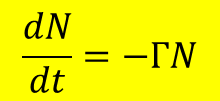 dN/dt = −ΓN